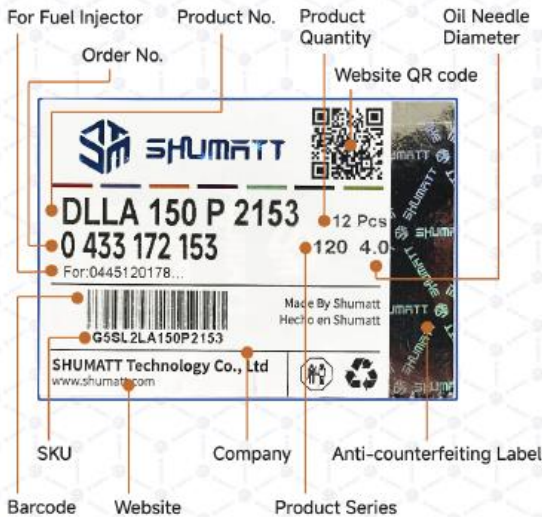 For Fuel Injector
Product No.
Product Quantity
Oil Needle Diameter
Order No.
Website QR code
SHUMATT
DLLA 150 P 2153
12 Pcs
0 433 172 153
120 4.0
For:0445120178...
Made By Shumatt
Hecho en Shumatt
G5SL2LA150P2153
SHUMATT Technology Co., Ltd
www.shumatt.com
SKU
Company
Anti-counterfeiting Label
Barcode
Website
Product Series